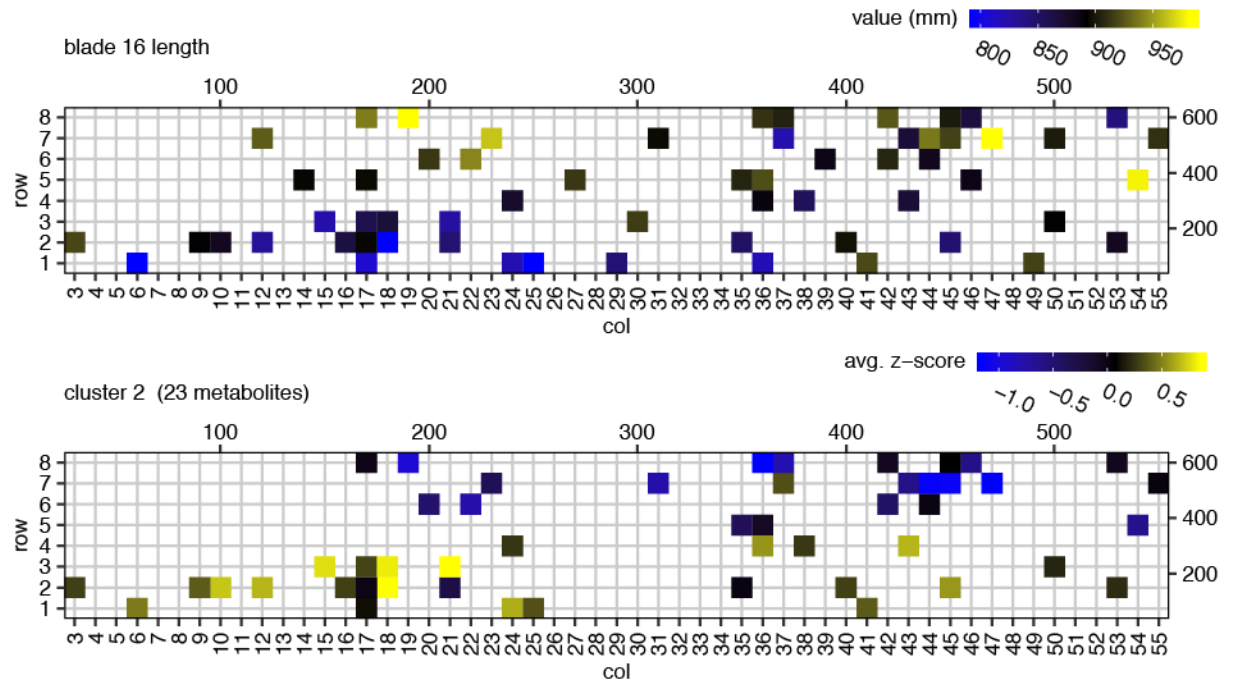 value (mm)
800 850 900 950
blade 16 length
100 200 300 400 500
8 600
7
6
5 400
4
3
2 200
1
row
3 4 5 6 7 8 9 10 11 12 13 14 15 16 17 18 19 20 21 22 23 24 25 26 27 28 29 30 31 32 33 34 35 36 37 38 39 40 41 42 43 44 45 46 47 48 49 50 51 52 53 54 55
col
avg. z−score
−1.0 −0.5 0.0 0.5
cluster 2 (23 metabolites)
100 200 300 400 500
8 600
7
6
5 400
4
3
2 200
1
row
3 4 5 6 7 8 9 10 11 12 13 14 15 16 17 18 19 20 21 22 23 24 25 26 27 28 29 30 31 32 33 34 35 36 37 38 39 40 41 42 43 44 45 46 47 48 49 50 51 52 53 54 55
col